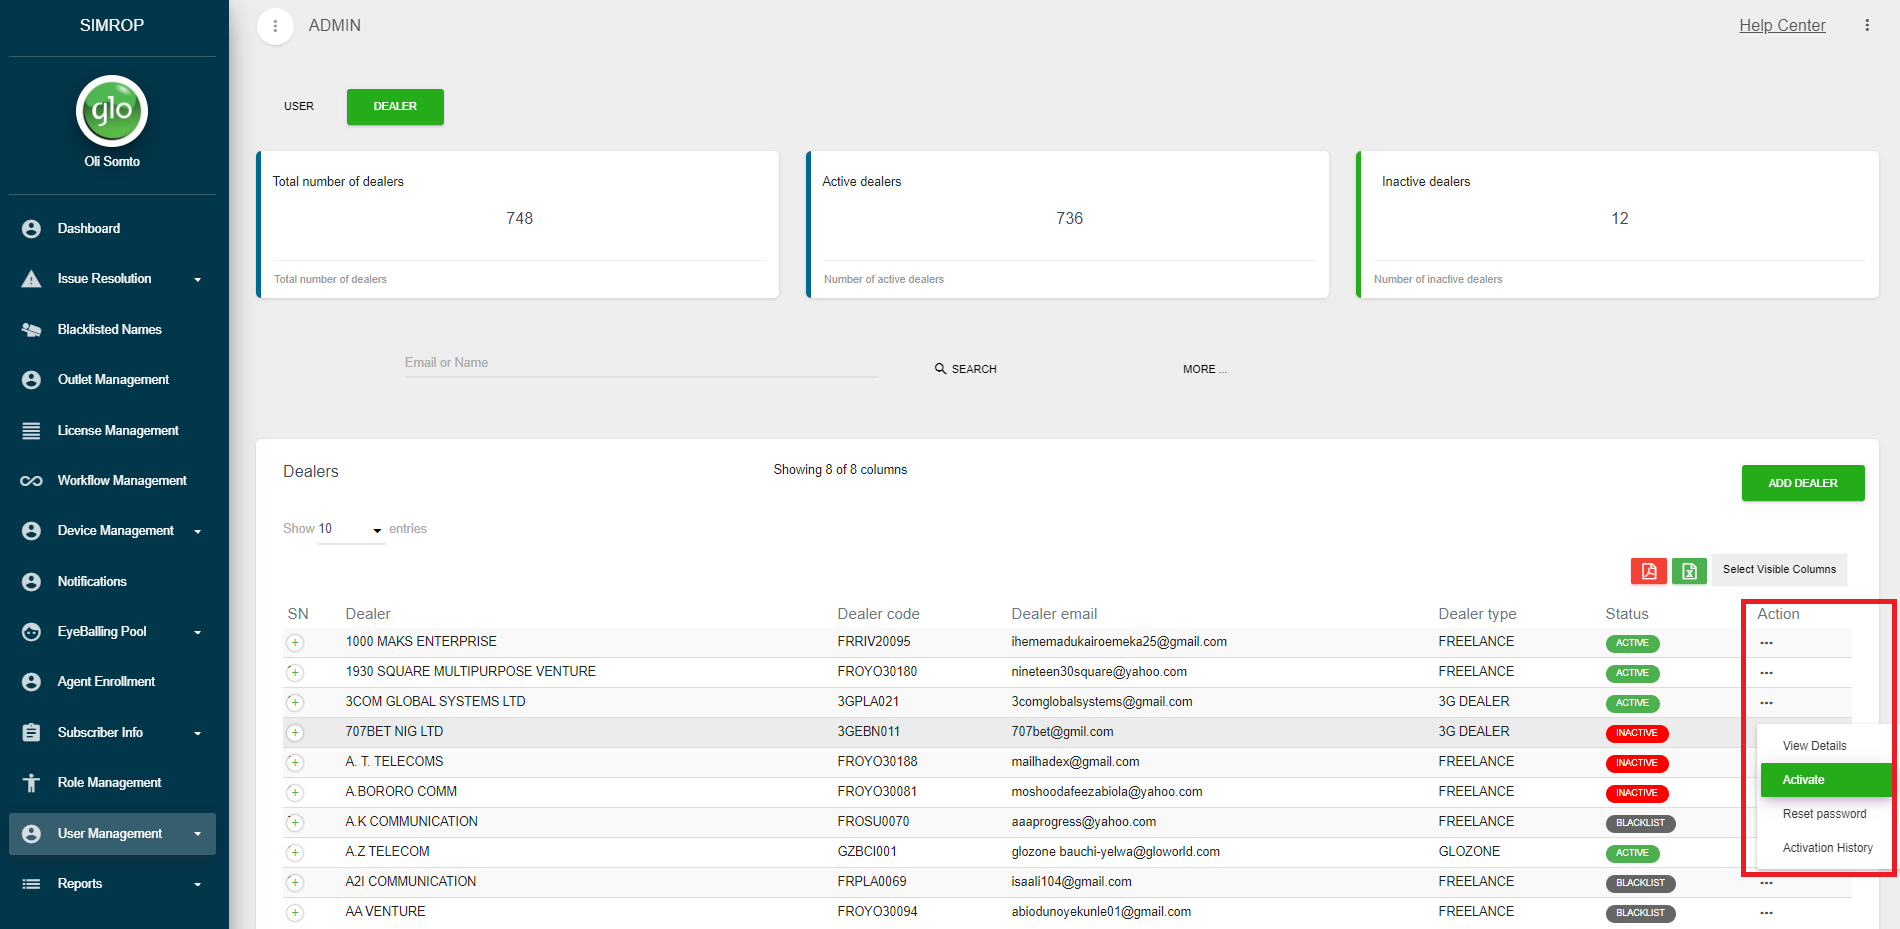 SIMROP
glo
Oli Somto
Dashboard
Issue Resolution
Blacklisted Names
Outlet Management
License Management
Workflow Management
Device Management
Notifications
EyeBalling Pool
Agent Enrollment
Subscriber Info
Role Management
User Management
Reports
ADMIN
Help Center
USER DEALER
Total number of dealers
748
Total number of dealers
Active dealers
736
Number of active dealers
Inactive dealers
12
Number of inactive dealers
Email or Name SEARCH MORE ...
Dealers Showing 8 of 8 columns
ADD DEALER
Show 10 entries
Select Visible Columns
SN Dealer Dealer code Dealer email Dealer type Status Action
1000 MAKS ENTERPRISE FRRIV20095 ihememadukairoemeka25@gmail.com FREELANCE ACTIVE
1930 SQUARE MULTIPURPOSE VENTURE FROYO30180 nineteen30square@yahoo.com FREELANCE ACTIVE
3COM GLOBAL SYSTEMS LTD 3GPLA021 3comglobalsystems@gmail.com 3G DEALER ACTIVE
707BET NIG LTD 3GEBN011 707bet@gmil.com 3G DEALER INACTIVE
A. T. TELECOMS FROYO30188 mailhadex@gmail.com FREELANCE INACTIVE
A.BORORO COMM FROYO30081 moshoodafeezabiola@yahoo.com FREELANCE INACTIVE
A.K COMMUNICATION FROSU0070 aaaprogress@yahoo.com FREELANCE BLACKLIST
A.Z TELECOM GZBCI001 glozone bauchi-yelwa@gloworld.com GLOZONE ACTIVE
A2I COMMUNICATION FRPLA0069 isaali104@gmail.com FREELANCE BLACKLIST
AA VENTURE FROYO30094 abiodunoyekunle01@gmail.com FREELANCE BLACKLIST
View Details
Activate
Reset password
Activation History